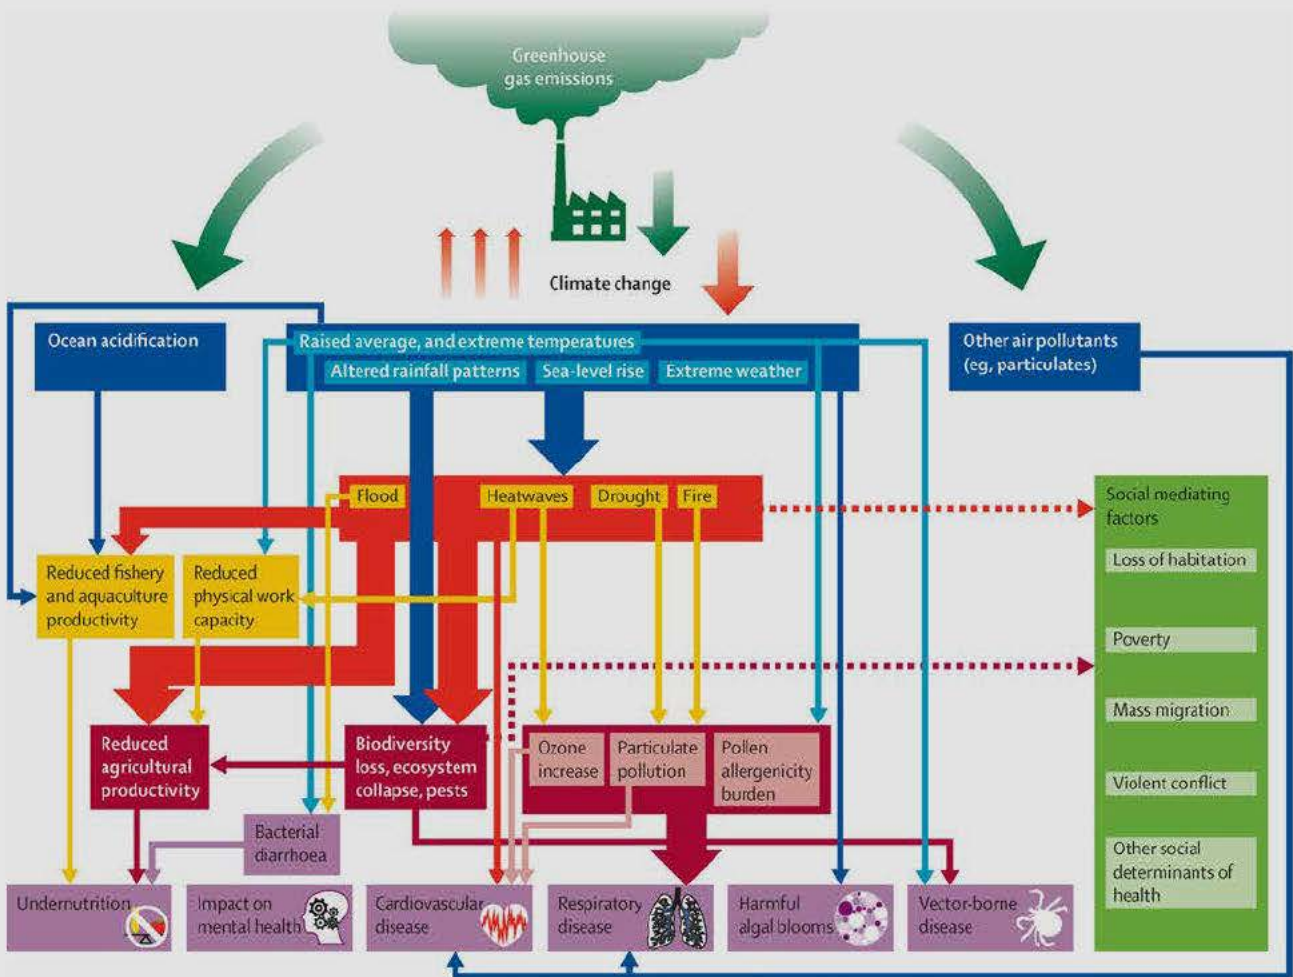 Greenhouse
gas emissions
Climate change
Ocean acidification
Raised average, and extreme temperatures
Altered rainfall patterns
Sea-level rise
Extreme weather
Other air pollutants
(eg, particulates)
Flood
Heatwaves
Drought
Fire
Social mediating
factors
Loss of habitation
Poverty
Mass migration
Violent conflict
Other social
determinants of
health
Reduced fishery
and aquaculture
productivity
Reduced
physical work
capacity
Reduced
agricultural
productivity
Biodiversity
loss, ecosystem
collapse, pests
Ozone
increase
Particulate
pollution
Pollen
allergenicity
burden
Bacterial
diarrhoea
Undernutrition
Impact on
mental health
Cardiovascular
disease
Respiratory
disease
Harmful
algal blooms
Vector-borne
disease